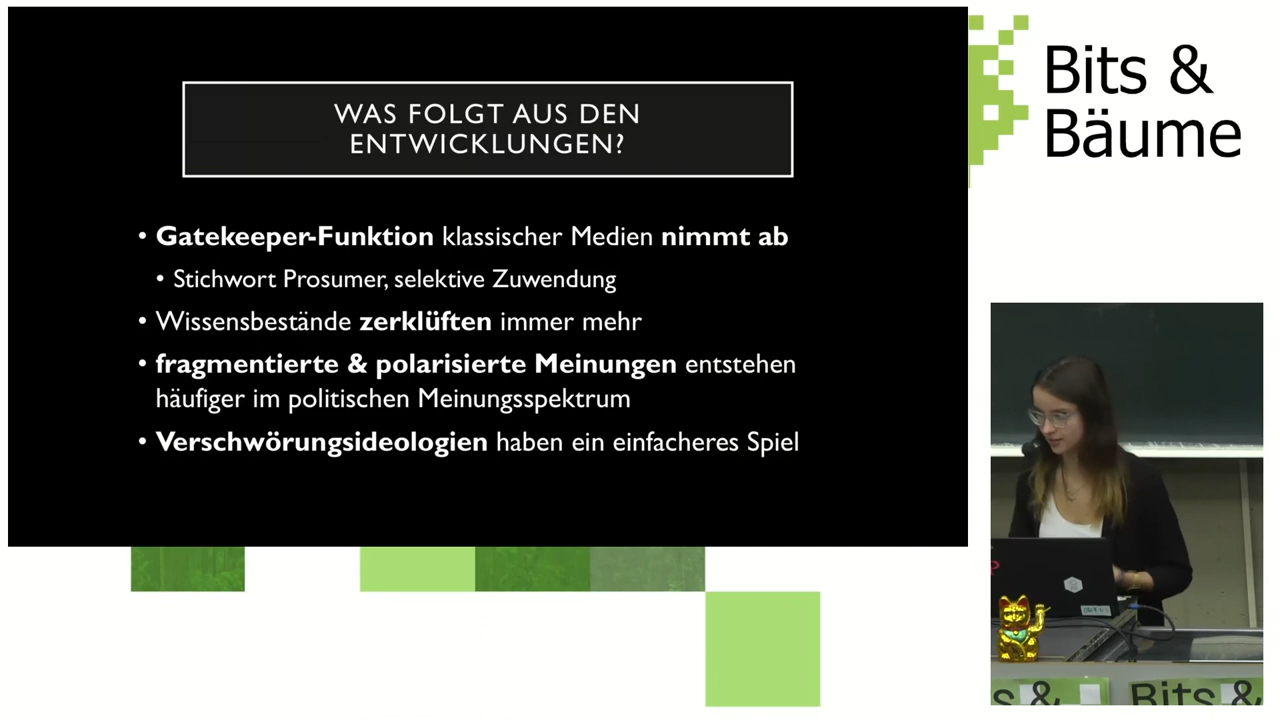 WAS FOLGT AUS DEN
ENTWICKLUNGEN?
• Gatekeeper-Funktion klassischer Medien nimmt ab
• Stichwort Prosumer, selektive Zuwendung
• Wissensbestände zerklüften immer mehr
• fragmentierte & polarisierte Meinungen entstehen
häufiger im politischen Meinungsspektrum
• Verschwörungsideologien haben ein einfacheres Spiel
Bits &
Bäume
s &
Bits &